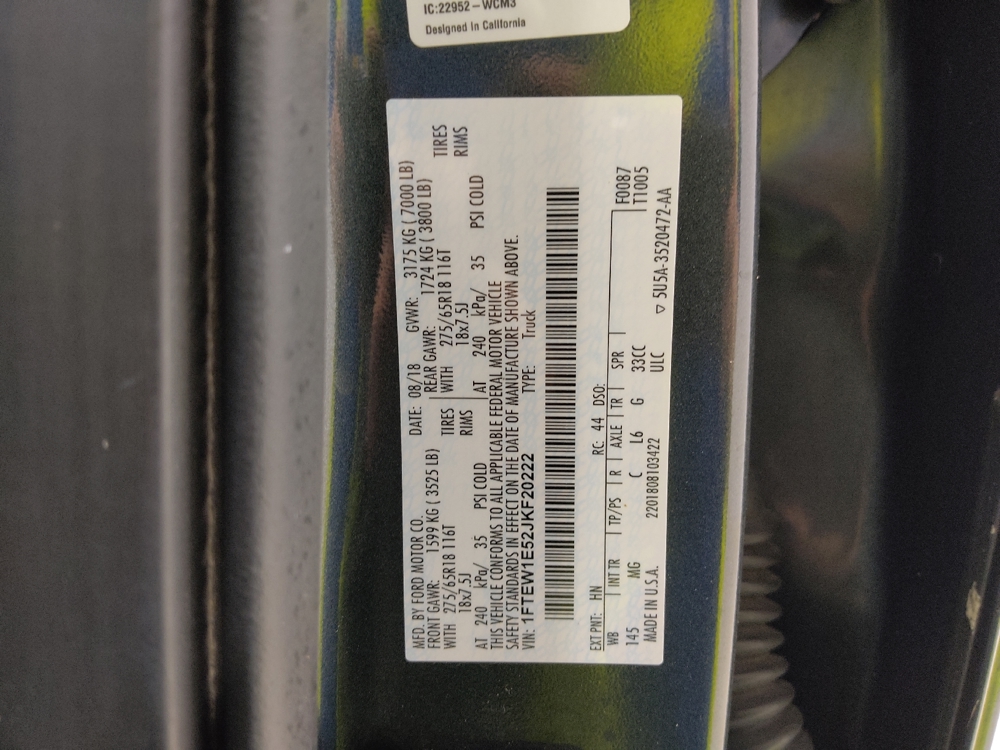 IC:22952-WCM3
Designed in California
MFD. BY FORD MOTOR CO. DATE: 08/18 GVWR: 3175 KG ( 7000 LB)
FRONT GAWR: 1599 KG ( 3525 LB) REAR GAWR: 1724 KG ( 3800 LB)
WITH 275/65R18 116T TIRES WITH 275/65R18 116T TIRES
18x7.5J RIMS 18x7.5J RIMS
AT 240 kPa/ 35 PSI COLD AT 240 kPa/ 35 PSI COLD
THIS VEHICLE CONFORMS TO ALL APPLICABLE FEDERAL MOTOR VEHICLE
SAFETY STANDARDS IN EFFECT ON THE DATE OF MANUFACTURE SHOWN ABOVE.
VIN: 1FTEW1E52JKF20222 TYPE: Truck
EXT PNT: HN RC: 44 DSO: F0087
WB INT TR TP/PS R AXLE TR SPR T1005
145 MG C L6 G 33CC
MADE IN U.S.A. 2201808103422 ULC ▽ 5U5A-3520472-AA